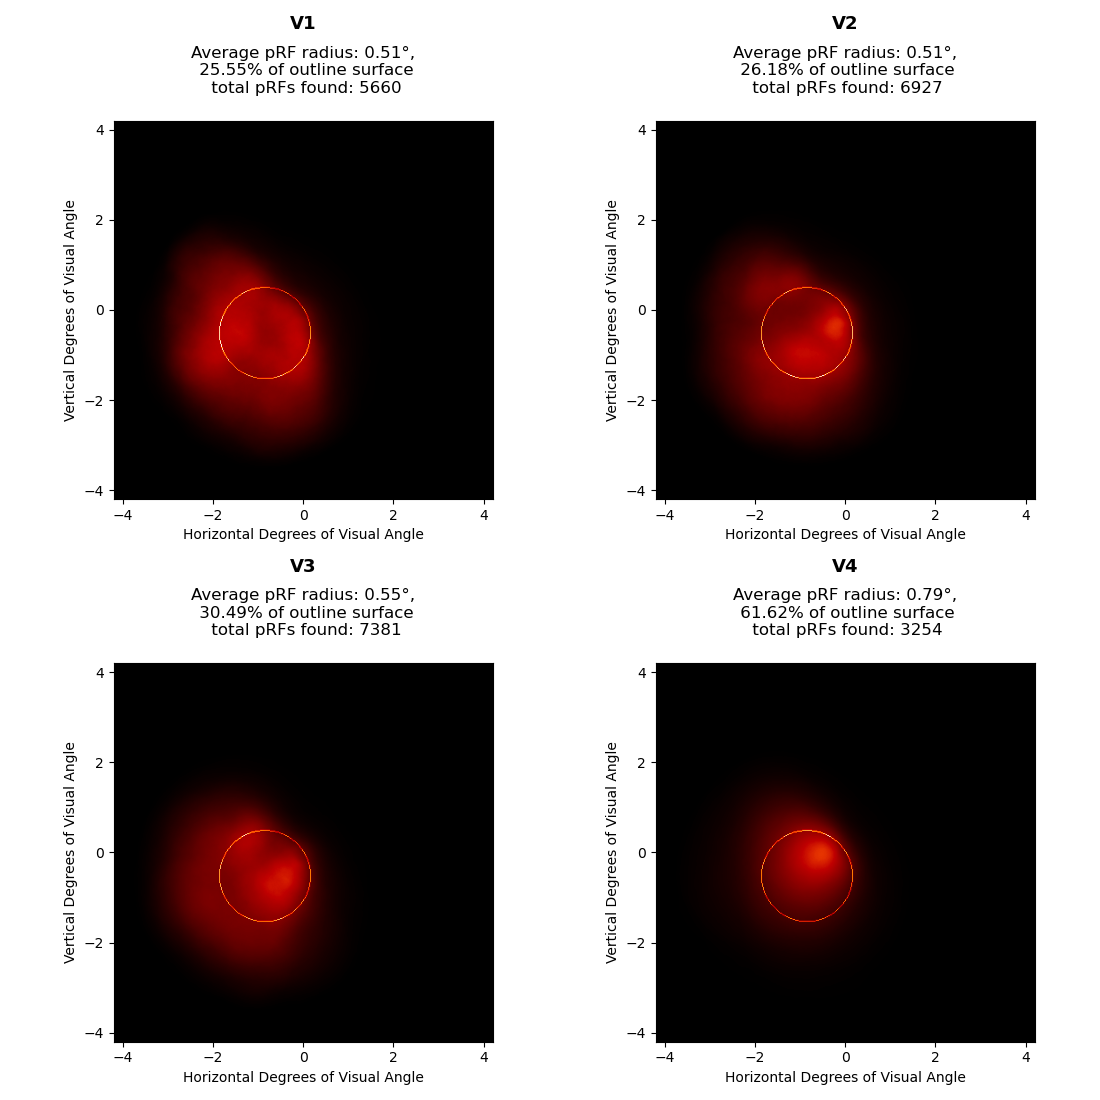 V1
Average pRF radius: 0.51°,
25.55% of outline surface
total pRFs found: 5660
4
2
0
−2
−4
Vertical Degrees of Visual Angle
−4 −2 0 2 4
Horizontal Degrees of Visual Angle
V2
Average pRF radius: 0.51°,
26.18% of outline surface
total pRFs found: 6927
4
2
0
−2
−4
Vertical Degrees of Visual Angle
−4 −2 0 2 4
Horizontal Degrees of Visual Angle
V3
Average pRF radius: 0.55°,
30.49% of outline surface
total pRFs found: 7381
4
2
0
−2
−4
Vertical Degrees of Visual Angle
−4 −2 0 2 4
Horizontal Degrees of Visual Angle
V4
Average pRF radius: 0.79°,
61.62% of outline surface
total pRFs found: 3254
4
2
0
−2
−4
Vertical Degrees of Visual Angle
−4 −2 0 2 4
Horizontal Degrees of Visual Angle